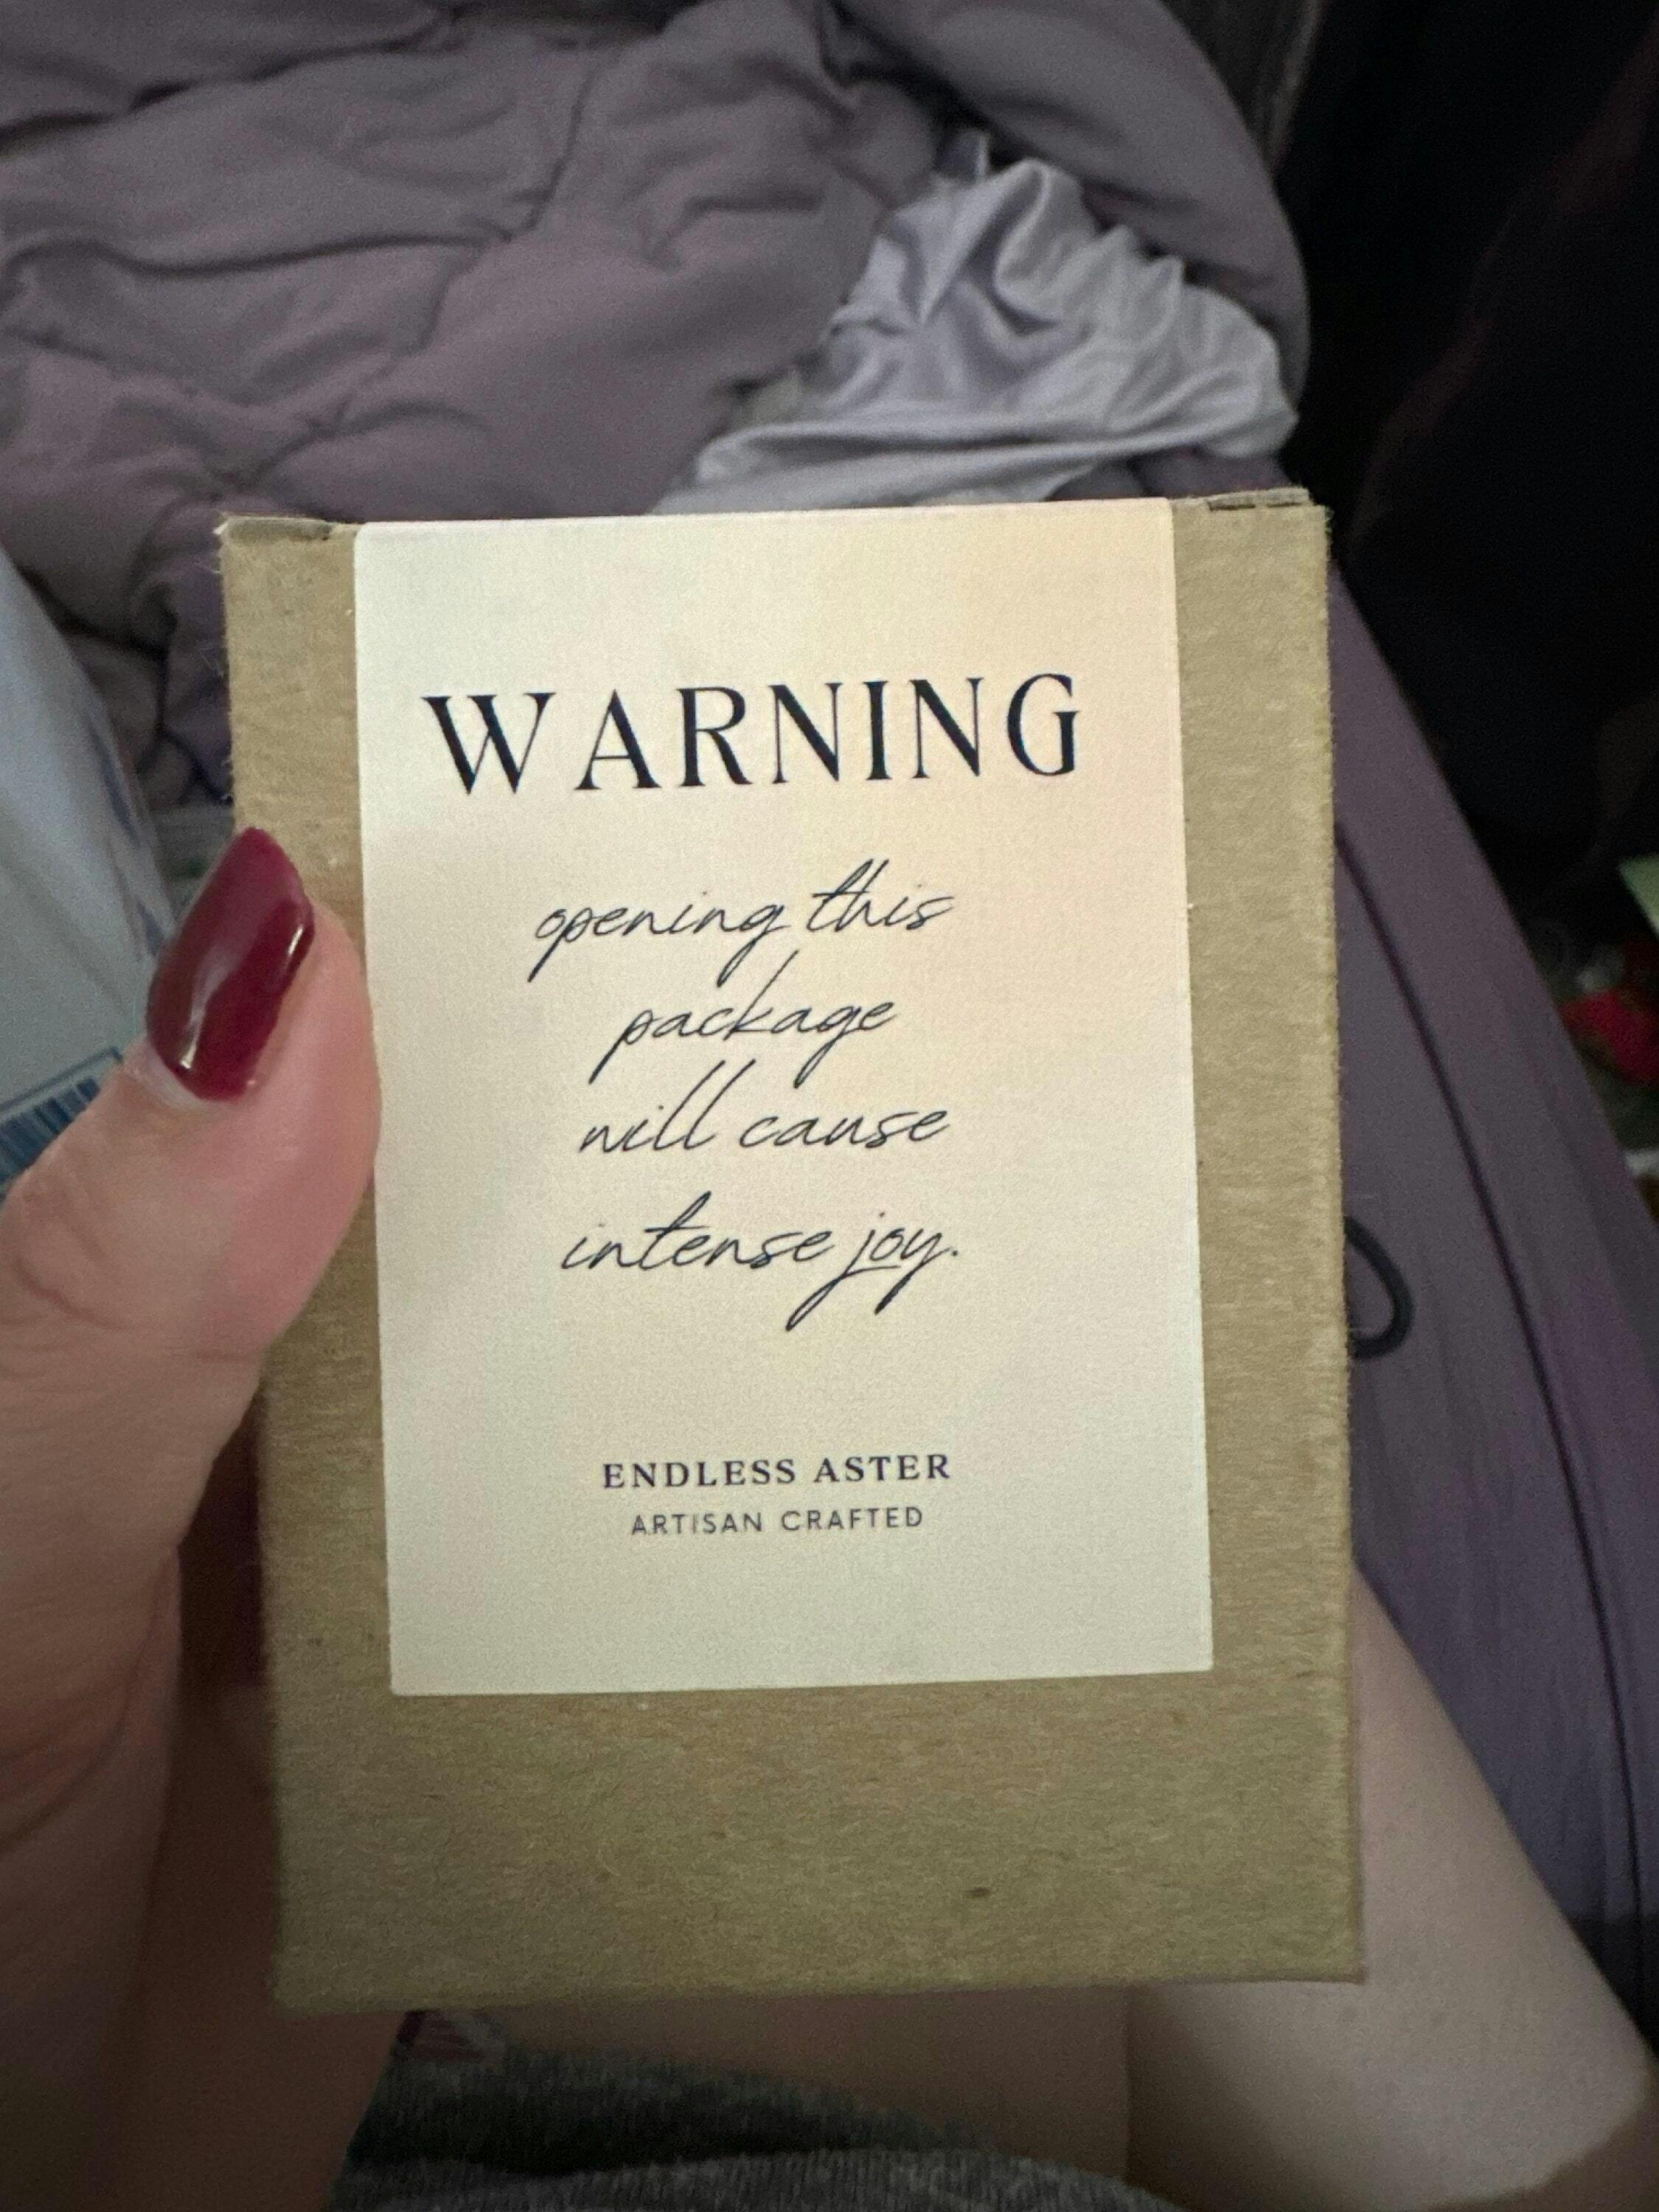 WARNING
opening this
package
will cause
intense joy.
ENDLESS ASTER
ARTISAN CRAFTED